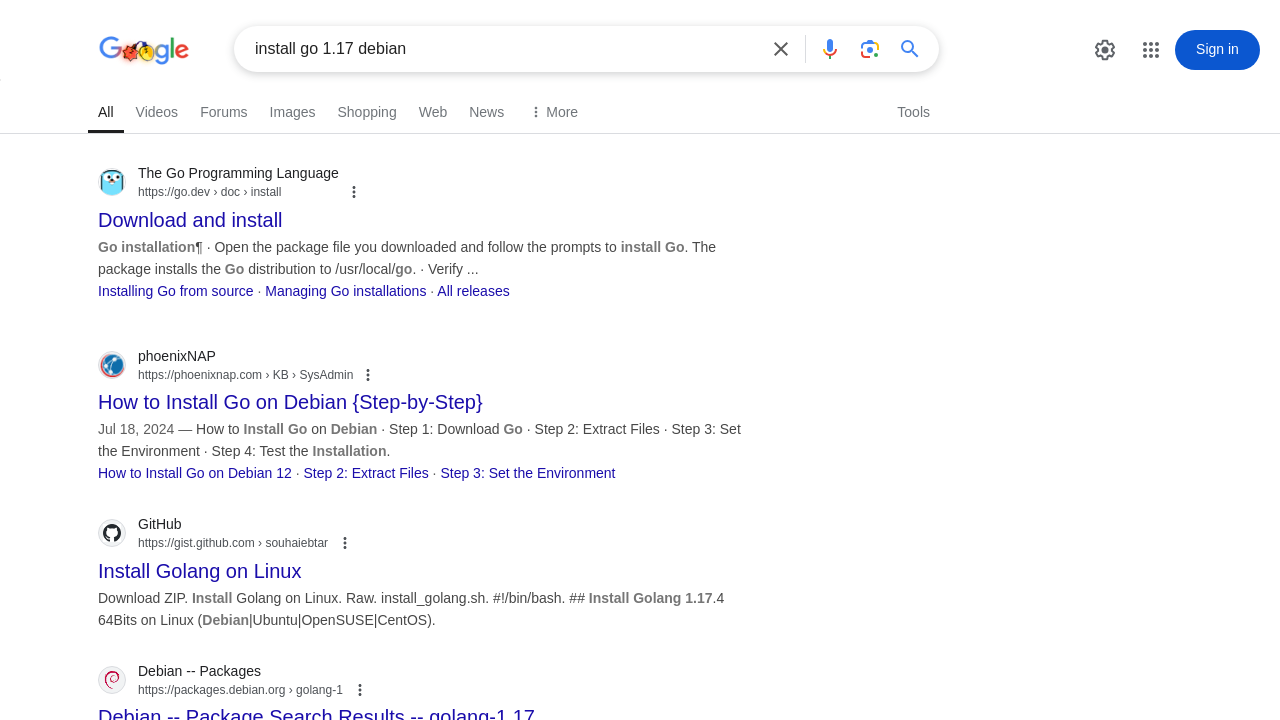 Google
install go 1.17 debian
Sign in
All
Videos
Forums
Images
Shopping
Web
News
More
Tools
The Go Programming Language
https://go.dev › doc › install
Download and install
Go installation¶ · Open the package file you downloaded and follow the prompts to install Go. The
package installs the Go distribution to /usr/local/go. · Verify ...
Installing Go from source · Managing Go installations · All releases
phoenixNAP
https://phoenixnap.com › KB › SysAdmin
How to Install Go on Debian {Step-by-Step}
Jul 18, 2024 — How to Install Go on Debian · Step 1: Download Go · Step 2: Extract Files · Step 3: Set
the Environment · Step 4: Test the Installation.
How to Install Go on Debian 12 · Step 2: Extract Files · Step 3: Set the Environment
GitHub
https://gist.github.com › souhaiebtar
Install Golang on Linux
Download ZIP. Install Golang on Linux. Raw. install_golang.sh. #!/bin/bash. ## Install Golang 1.17.4
64Bits on Linux (Debian|Ubuntu|OpenSUSE|CentOS).
Debian -- Packages
https://packages.debian.org › golang-1
Debian -- Package Search Results -- golang-1.17